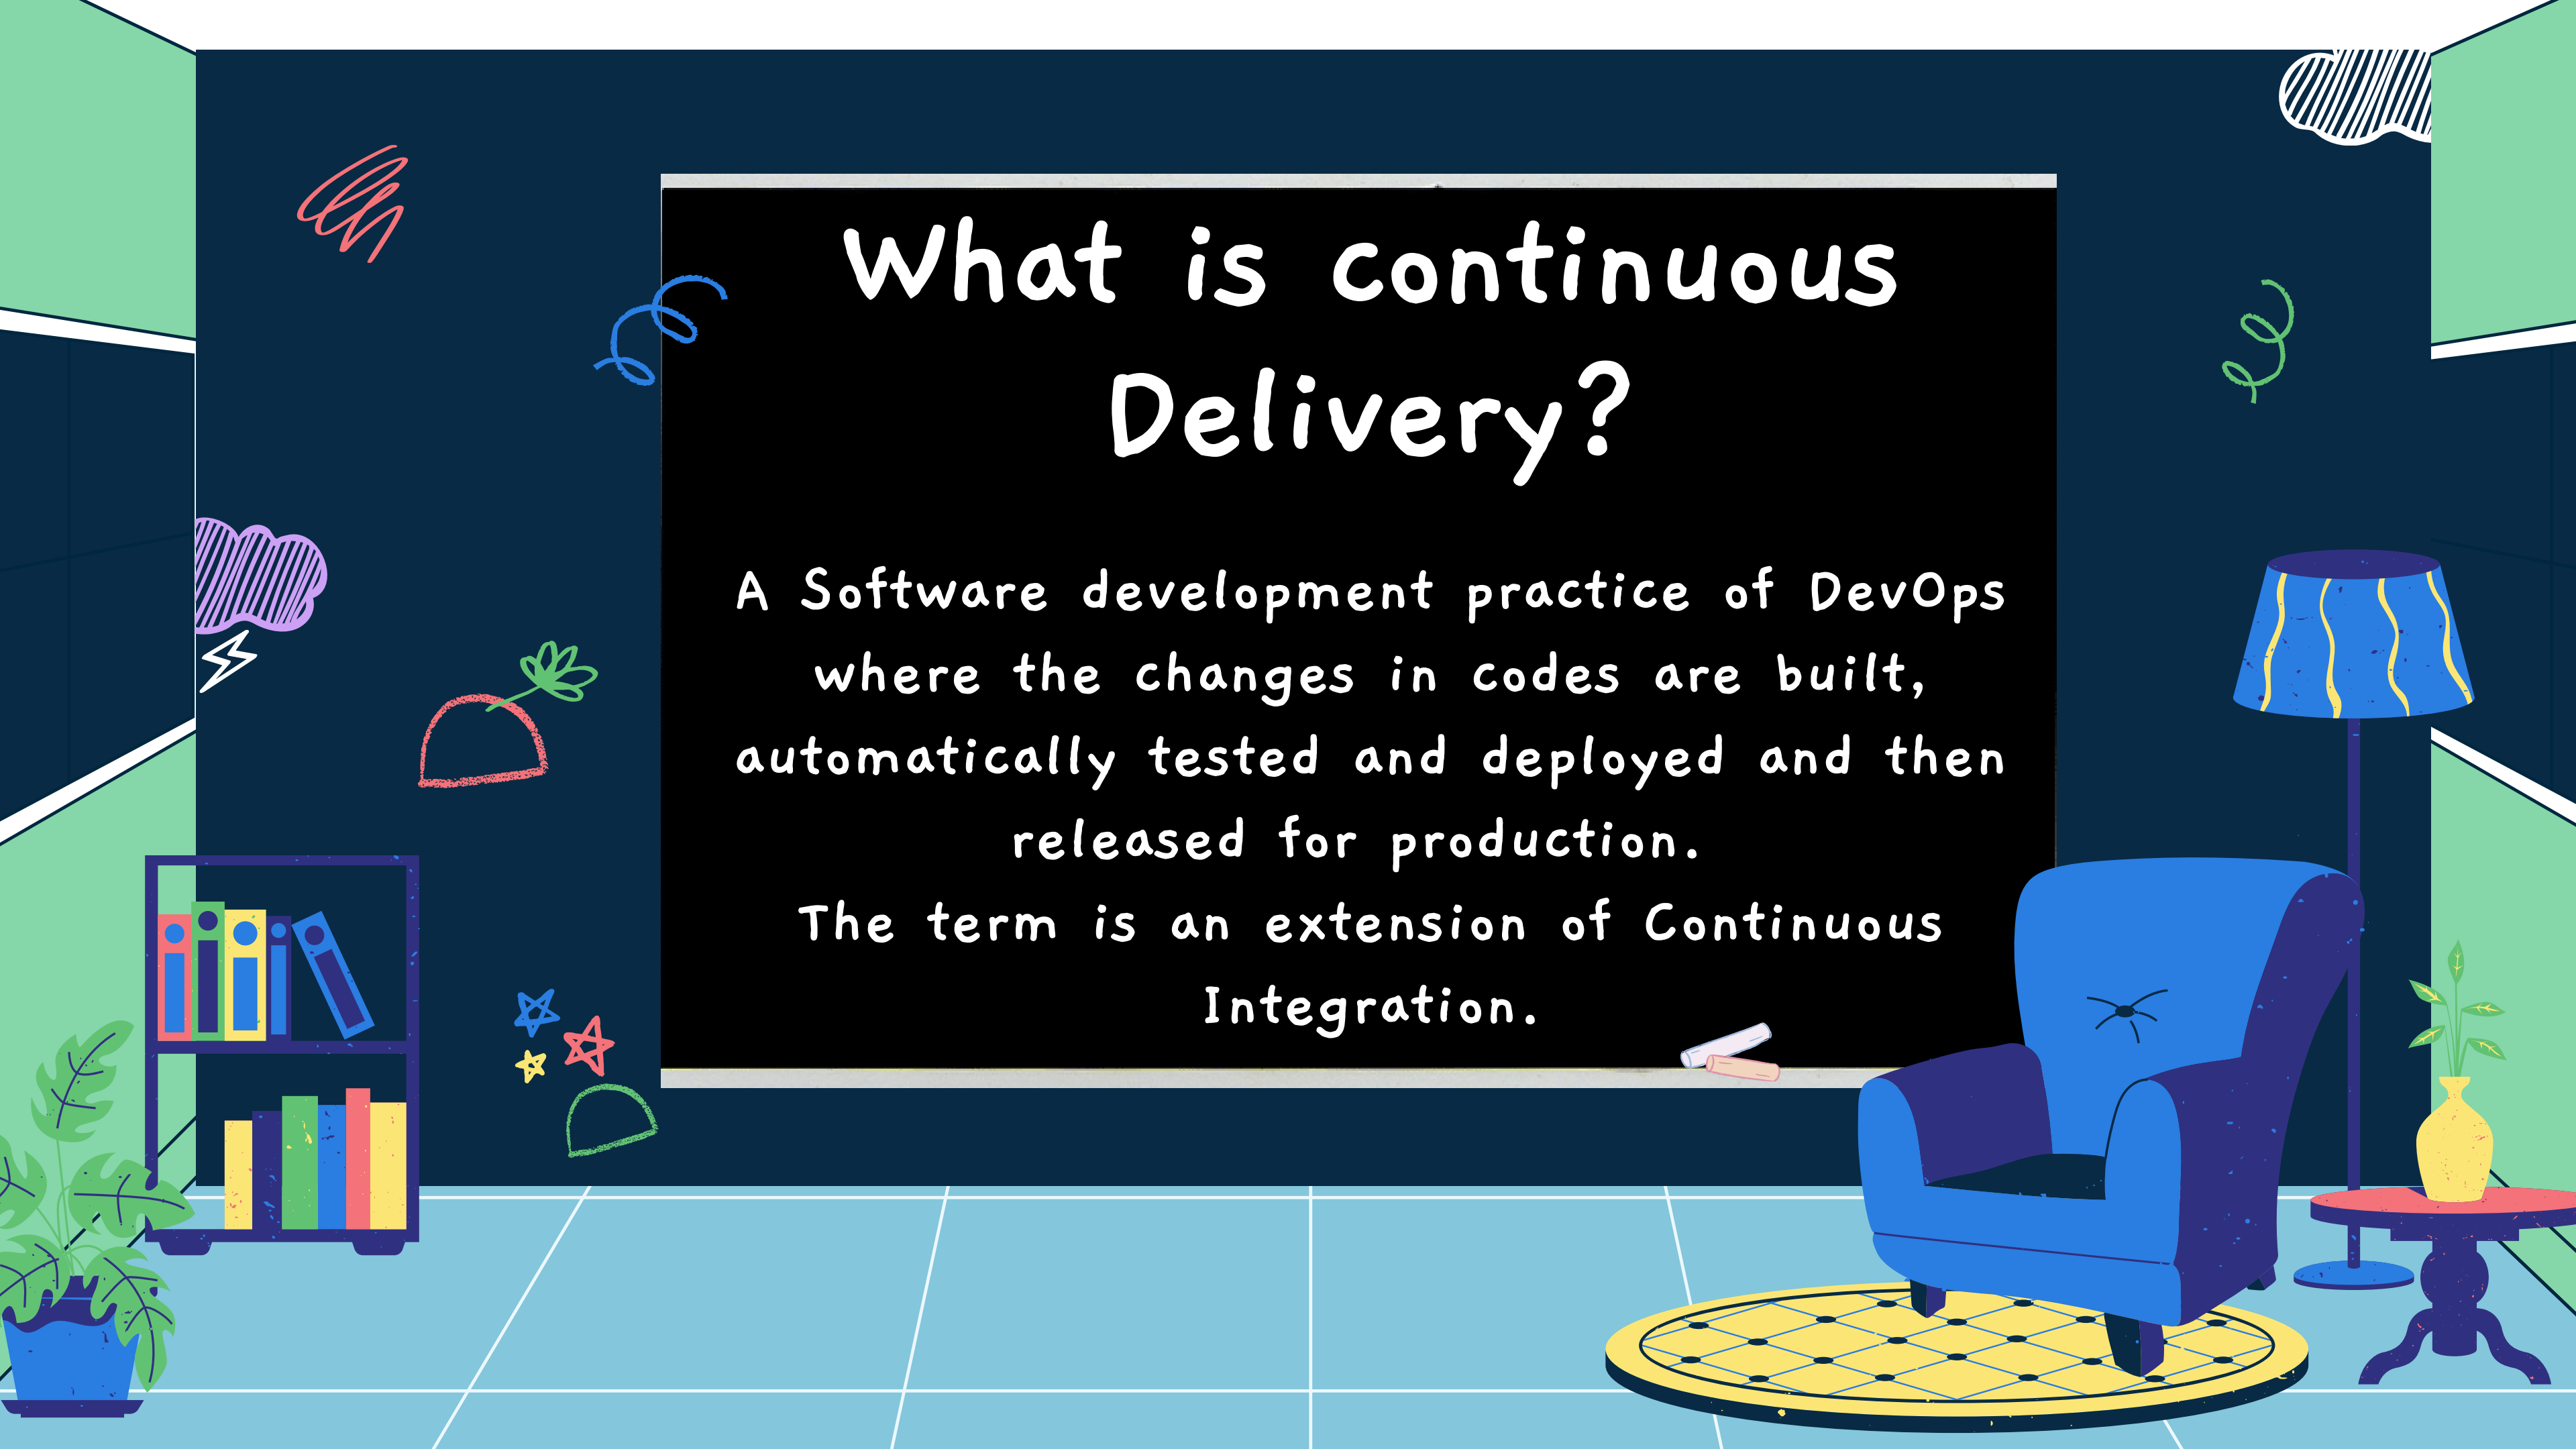 What is continuous
Delivery?
A Software development practice of DevOps
where the changes in codes are built,
automatically tested and deployed and then
released for production.
The term is an extension of Continuous
Integration.